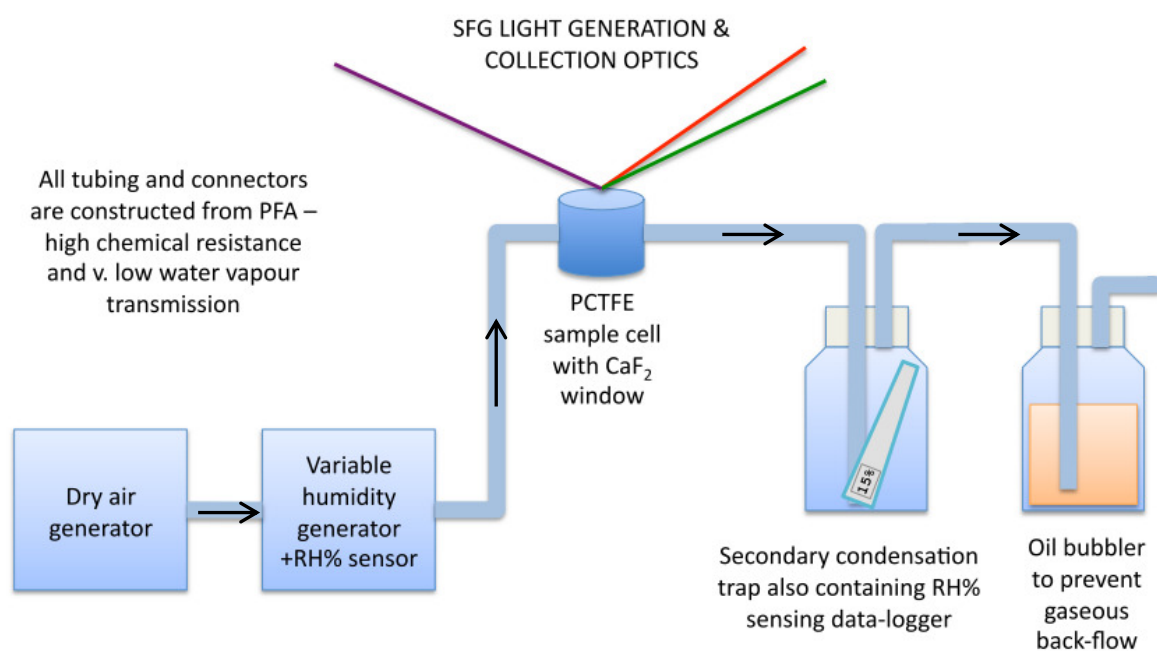 SFG LIGHT GENERATION &
COLLECTION OPTICS
All tubing and connectors
are constructed from PFA –
high chemical resistance
and v. low water vapour
transmission
PCTFE
sample cell
with CaF₂
window
Dry air
generator
Variable
humidity
generator
+RH% sensor
15%
Secondary condensation
trap also containing RH%
sensing data-logger
Oil bubbler
to prevent
gaseous
back-flow